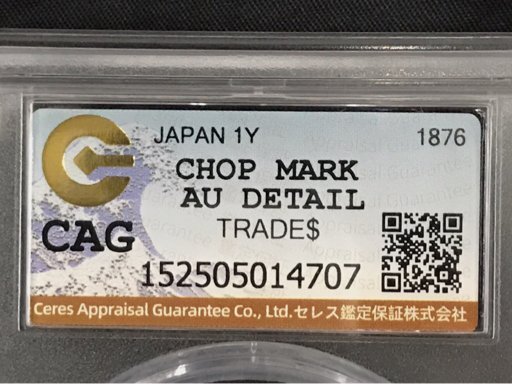 JAPAN 1Y 1876
CHOP MARK
AU DETAIL
TRADE$
CAG
152505014707
Ceres Appraisal Guarantee Co., Ltd.セレス鑑定保証株式会社